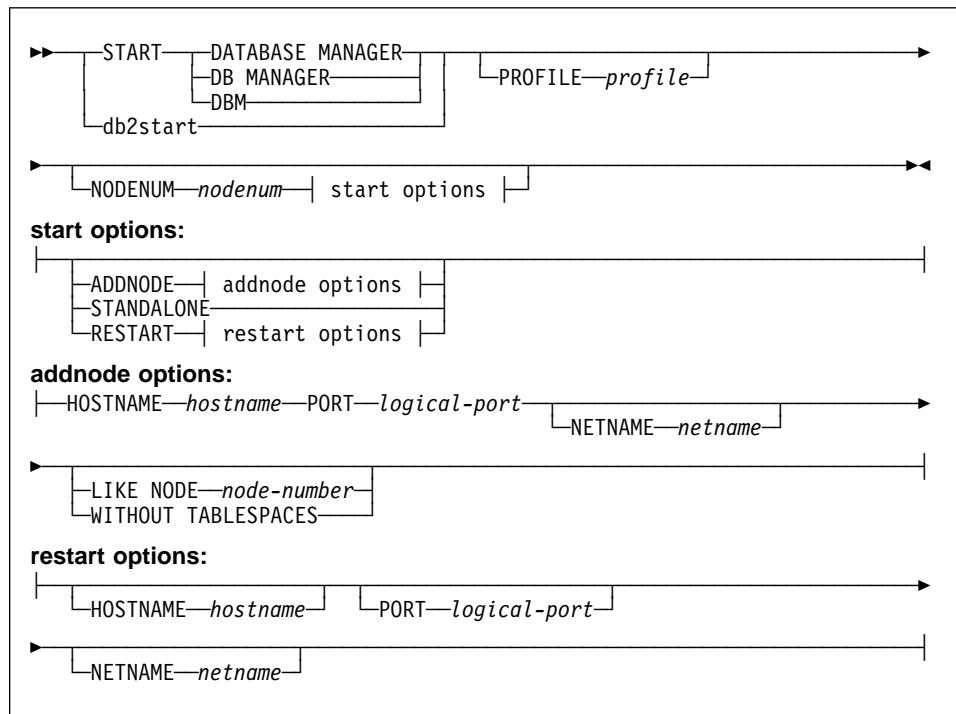 START DATABASE MANAGER
DB MANAGER PROFILE profile
DBM
db2start
NODENUM nodenum start options
start options:
ADDNODE addnode options
STANDALONE
RESTART restart options
addnode options:
HOSTNAME hostname PORT logical-port
NETNAME netname
LIKE NODE node-number
WITHOUT TABLESPACES
restart options:
HOSTNAME hostname PORT logical-port
NETNAME netname